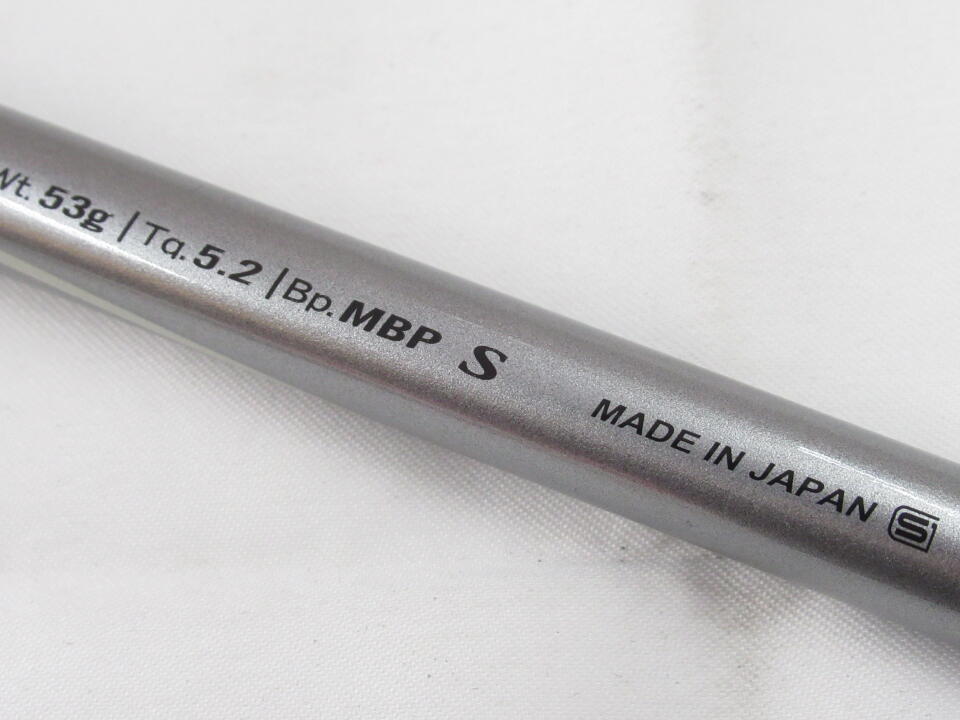 Wt. 53g | Tq. 5.2 | Bp. MBP S MADE IN JAPAN S